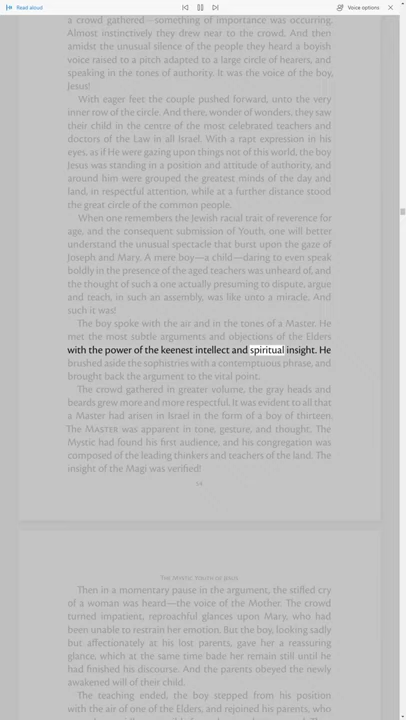 Read aloud
Voice options
a crowd gathered—something of importance was occurring.
Almost instinctively they drew near to the crowd. And then
amidst the unusual silence of the people they heard a boyish
voice raised to a pitch adapted to a large circle of hearers, and
speaking in the tones of authority. It was the voice of the boy,
Jesus!
With eager feet the couple pushed forward, unto the very
inner row of the circle. And there, wonder of wonders, they saw
their child in the centre of the most celebrated teachers and
doctors of the Law in all Israel. With a rapt expression in his
eyes, as if He were gazing upon things not of this world, the boy
Jesus was standing in a position and attitude of authority, and
around him were grouped the greatest minds of the day and
land, in respectful attention, while at a further distance stood
the great circle of the common people.
When one remembers the Jewish racial trait of reverence for
age, and the consequent submission of Youth, one will better
understand the unusual spectacle that burst upon the gaze of
Joseph and Mary. A mere boy—a child—daring to even speak
boldly in the presence of the aged teachers was unheard of, and
the thought of such a one actually presuming to dispute, argue
and teach, in such an assembly, was like unto a miracle. And
such it was!
The boy spoke with the air and in the tones of a Master. He
met the most subtle arguments and objections of the Elders
with the power of the keenest intellect and spiritual insight. He
brushed aside the sophistries with a contemptuous phrase, and
brought back the argument to the vital point.
The crowd gathered in greater volume, the gray heads and
beards grew more and more respectful. It was evident to all that
a Master had arisen in Israel in the form of a boy of thirteen.
The MASTER was apparent in tone, gesture, and thought. The
Mystic had found his first audience, and his congregation was
composed of the leading thinkers and teachers of the land. The
insight of the Magi was verified!
54
The Mystic Youth of Jesus
Then in a momentary pause in the argument, the stifled cry
of a woman was heard—the voice of the Mother. The crowd
turned impatient, reproachful glances upon Mary, who had
been unable to restrain her emotion. But the boy, looking sadly
but affectionately at his lost parents, gave her a reassuring
glance, which at the same time bade her remain still until he
had finished his discourse. And the parents obeyed the newly
awakened will of their child.
The teaching ended, the boy stepped from his position
with the air of one of the Elders, and rejoined his parents, who